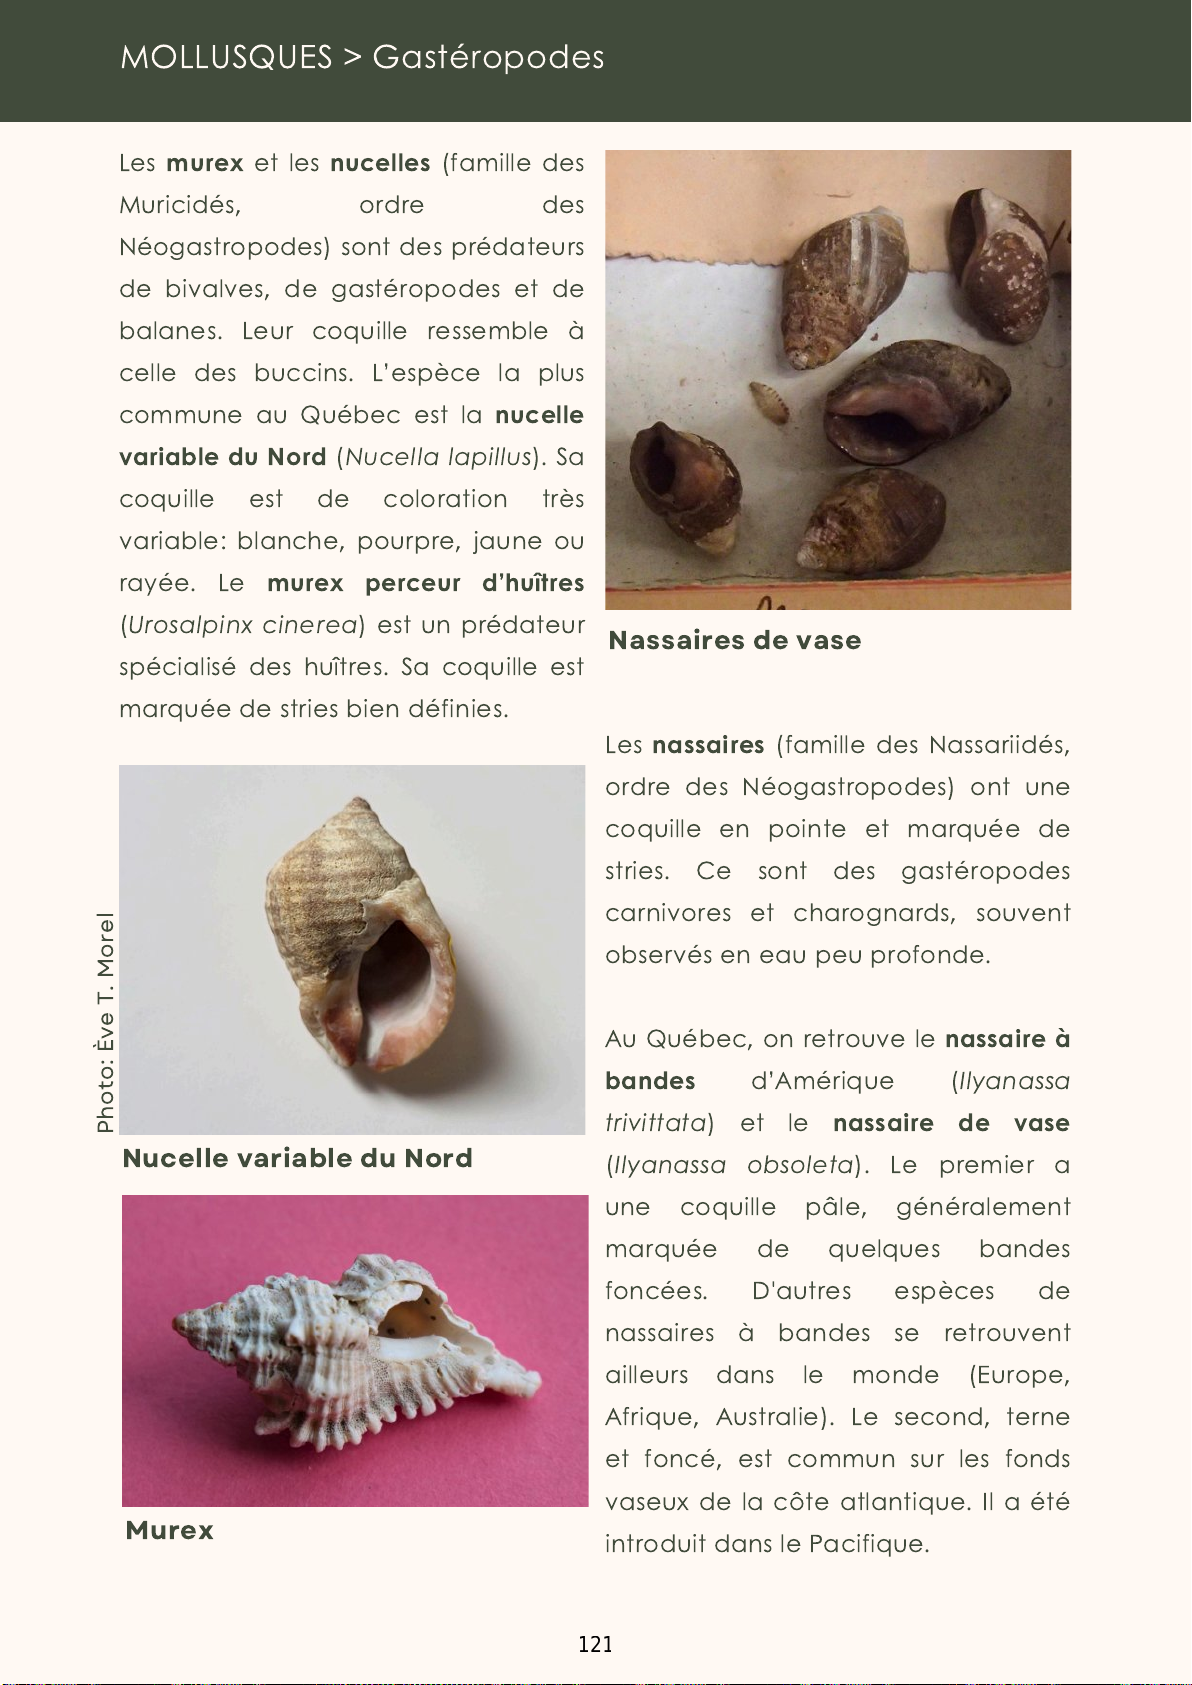 MOLLUSQUES > Gastéropodes
Les murex et les nucelles (famille des
Muricidés, ordre des
Néogastropodes) sont des prédateurs
de bivalves, de gastéropodes et de
balanes. Leur coquille ressemble à
celle des buccins. L’espèce la plus
commune au Québec est la nucelle
variable du Nord (Nucella lapillus). Sa
coquille est de coloration très
variable: blanche, pourpre, jaune ou
rayée. Le murex perceur d’huîtres
(Urosalpinx cinerea) est un prédateur
spécialisé des huîtres. Sa coquille est
marquée de stries bien définies.
Photo: Ève T. Morel
Nucelle variable du Nord
Murex
Nassaires de vase
Les nassaires (famille des Nassariidés,
ordre des Néogastropodes) ont une
coquille en pointe et marquée de
stries. Ce sont des gastéropodes
carnivores et charognards, souvent
observés en eau peu profonde.
Au Québec, on retrouve le nassaire à
bandes d’Amérique (Ilyanassa
trivittata) et le nassaire de vase
(Ilyanassa obsoleta). Le premier a
une coquille pâle, généralement
marquée de quelques bandes
foncées. D'autres espèces de
nassaires à bandes se retrouvent
ailleurs dans le monde (Europe,
Afrique, Australie). Le second, terne
et foncé, est commun sur les fonds
vaseux de la côte atlantique. Il a été
introduit dans le Pacifique.
121